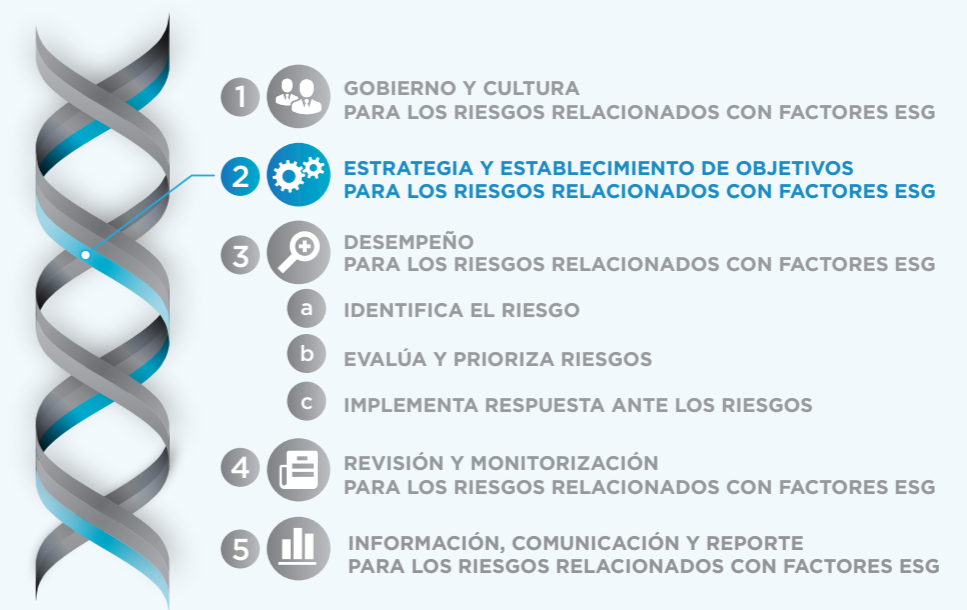 1 GOBIERNO Y CULTURA
PARA LOS RIESGOS RELACIONADOS CON FACTORES ESG
2 ESTRATEGIA Y ESTABLECIMIENTO DE OBJETIVOS
PARA LOS RIESGOS RELACIONADOS CON FACTORES ESG
3 DESEMPEÑO
PARA LOS RIESGOS RELACIONADOS CON FACTORES ESG
a IDENTIFICA EL RIESGO
b EVALÚA Y PRIORIZA RIESGOS
c IMPLEMENTA RESPUESTA ANTE LOS RIESGOS
4 REVISIÓN Y MONITORIZACIÓN
PARA LOS RIESGOS RELACIONADOS CON FACTORES ESG
5 INFORMACIÓN, COMUNICACIÓN Y REPORTE
PARA LOS RIESGOS RELACIONADOS CON FACTORES ESG